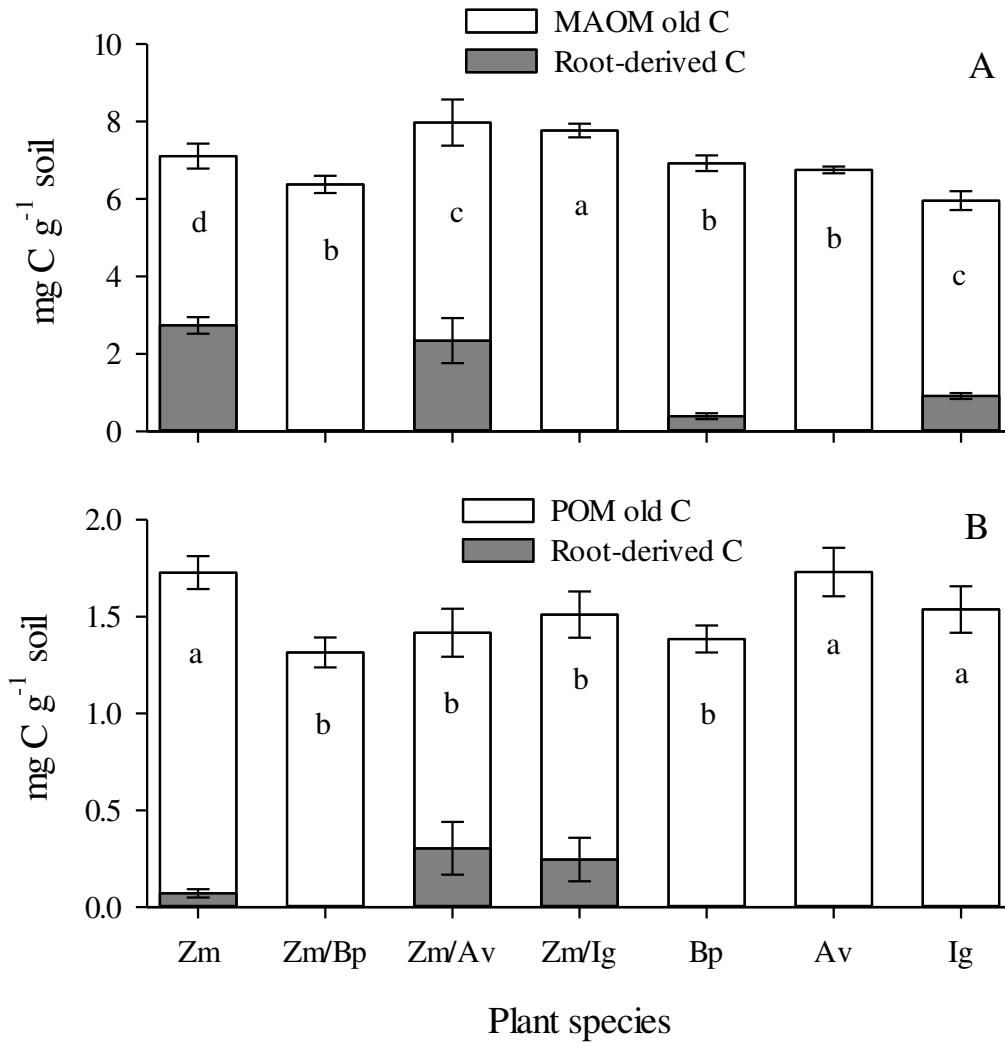 MAOM old C
Root-derived C
A
10
8
6
4
2
0
mg C g⁻¹ soil
d
b
c
a
b
b
c
POM old C
Root-derived C
B
2.0
1.5
1.0
0.5
0.0
mg C g⁻¹ soil
a
b
b
b
b
a
a
Zm Zm/Bp Zm/Av Zm/Ig Bp Av Ig
Plant species